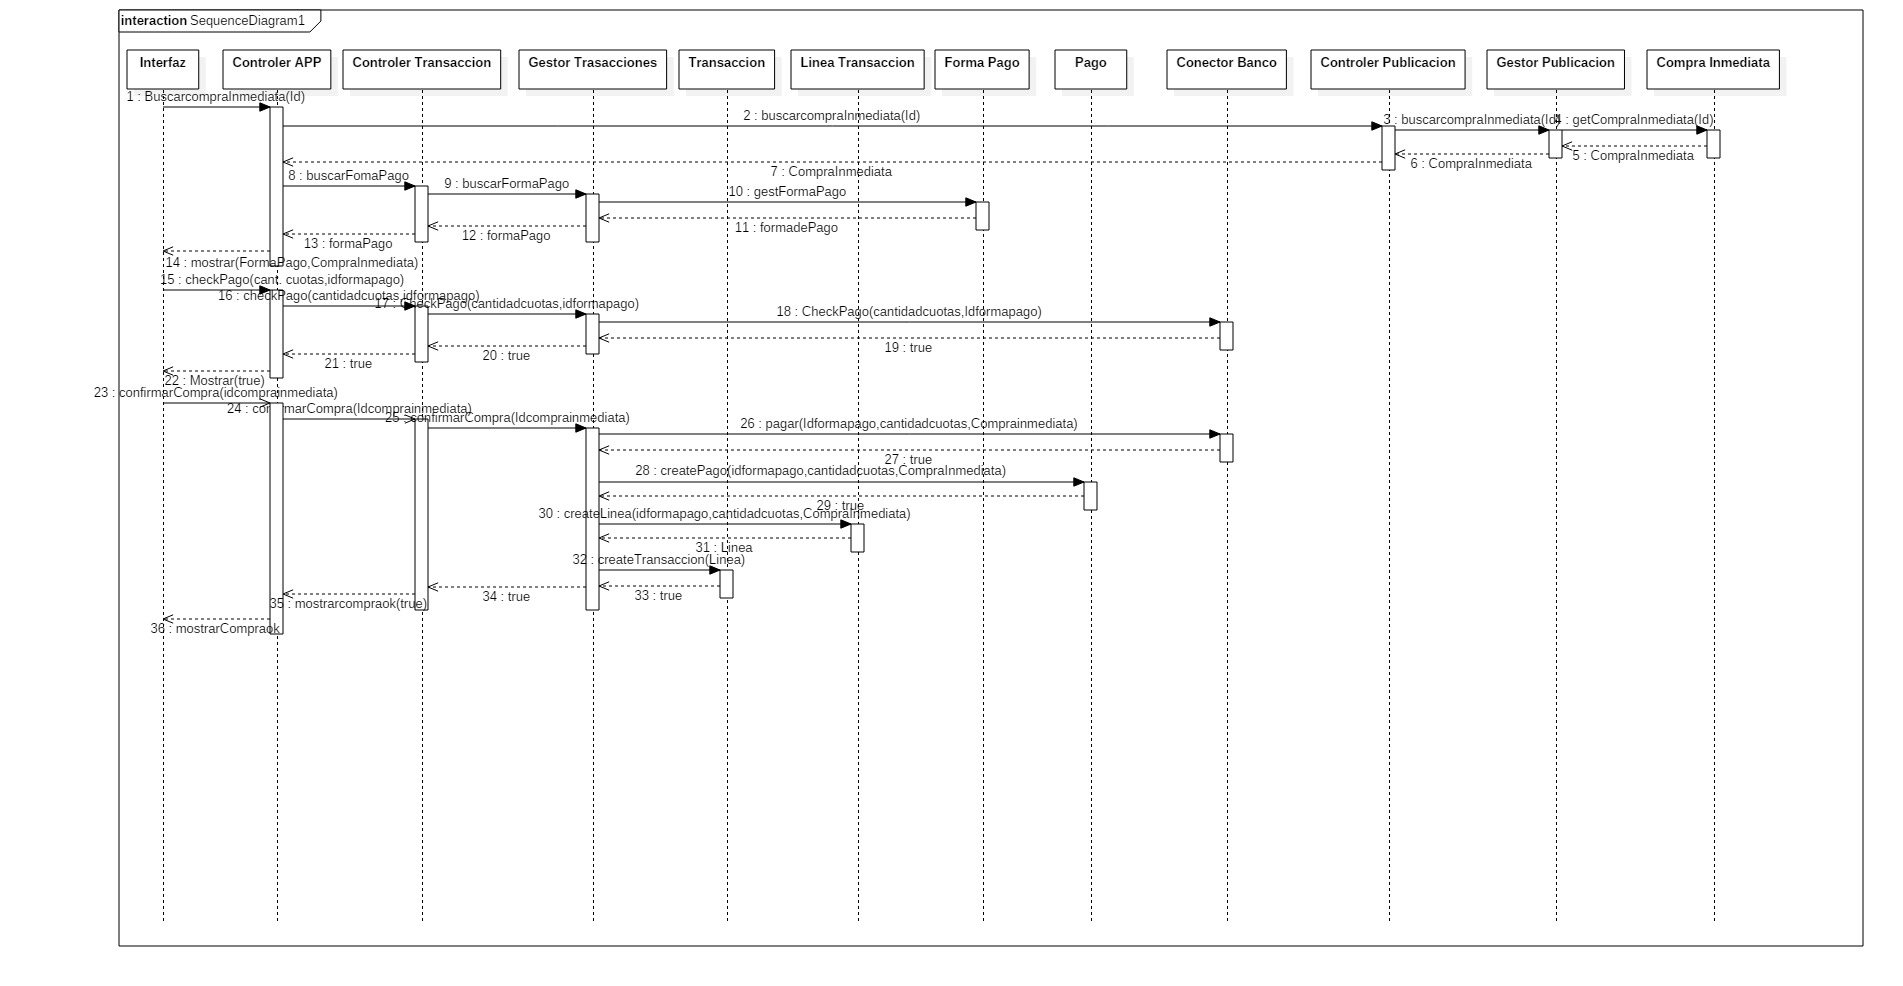 interaction SequenceDiagram1
Interfaz
Controler APP
Controler Transaccion
Gestor Trasacciones
Transaccion
Linea Transaccion
Forma Pago
Pago
Conector Banco
Controler Publicacion
Gestor Publicacion
Compra Inmediata
1 : BuscarcompraInmediata(Id)
2 : buscarcompraInmediata(Id)
3 : buscarcompraInmediata(Id)
4 : getCompraInmediata(Id)
5 : CompraInmediata
6 : CompraInmediata
7 : CompraInmediata
8 : buscarFomaPago
9 : buscarFormaPago
10 : gestFormaPago
11 : formadePago
12 : formaPago
13 : formaPago
14 : mostrar(FormaPago,CompraInmediata)
15 : checkPago(cant. cuotas,idformapago)
16 : checkPago(cantidadcuotas,idformapago)
17 : CheckPago(cantidadcuotas,idformapago)
18 : CheckPago(cantidadcuotas,Idformapago)
19 : true
20 : true
21 : true
22 : Mostrar(true)
23 : confirmarCompra(idcomprainmediata)
24 : confirmarCompra(Idcomprainmediata)
25 : confirmarCompra(Idcomprainmediata)
26 : pagar(Idformapago,cantidadcuotas,Comprainmediata)
27 : true
28 : createPago(idformapago,cantidadcuotas,CompraInmediata)
29 : true
30 : createLinea(idformapago,cantidadcuotas,CompraInmediata)
31 : Linea
32 : createTransaccion(Linea)
33 : true
34 : true
35 : mostrarcompraok(true)
36 : mostrarCompraok